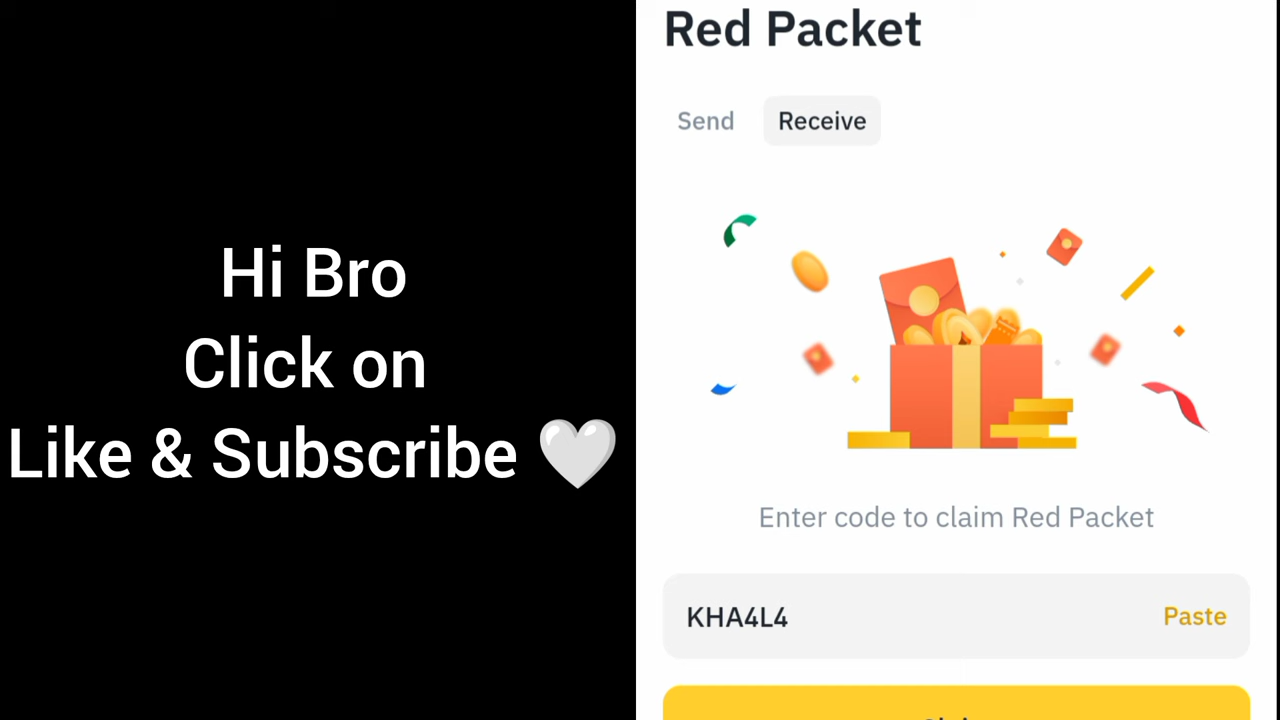 Hi Bro
Click on
Like & Subscribe 🤍
Red Packet
Send Receive
Enter code to claim Red Packet
KHA4L4 Paste